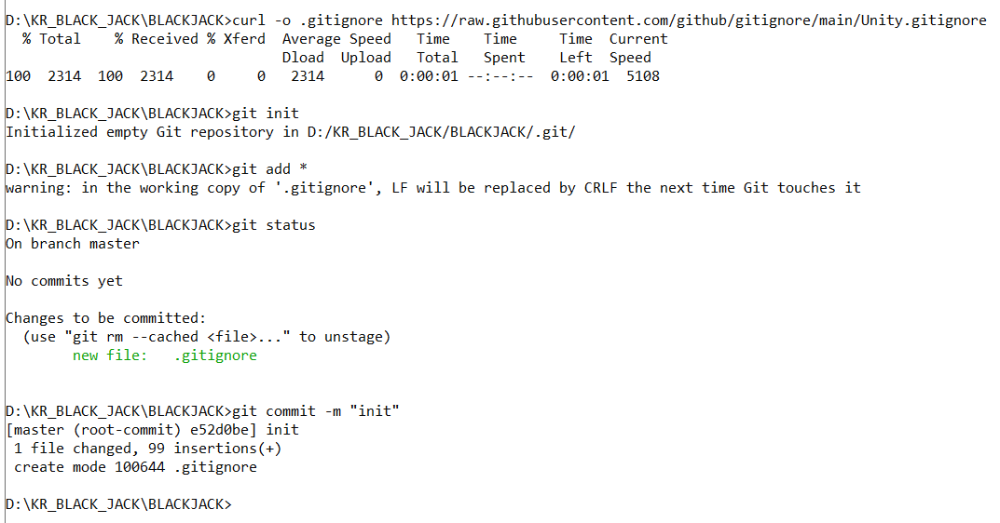 D:\KR_BLACK_JACK\BLACKJACK>curl -o .gitignore https://raw.githubusercontent.com/github/gitignore/main/Unity.gitignore
  % Total    % Received % Xferd  Average Speed   Time    Time     Time  Current
                                 Dload  Upload   Total   Spent    Left  Speed
100  2314  100  2314    0     0   2314      0  0:00:01 --:--:--  0:00:01  5108
D:\KR_BLACK_JACK\BLACKJACK>git init
Initialized empty Git repository in D:/KR_BLACK_JACK/BLACKJACK/.git/
D:\KR_BLACK_JACK\BLACKJACK>git add *
warning: in the working copy of '.gitignore', LF will be replaced by CRLF the next time Git touches it
D:\KR_BLACK_JACK\BLACKJACK>git status
On branch master
No commits yet
Changes to be committed:
  (use "git rm --cached <file>..." to unstage)
        new file:   .gitignore
D:\KR_BLACK_JACK\BLACKJACK>git commit -m "init"
[master (root-commit) e52d0be] init
 1 file changed, 99 insertions(+)
 create mode 100644 .gitignore
D:\KR_BLACK_JACK\BLACKJACK>